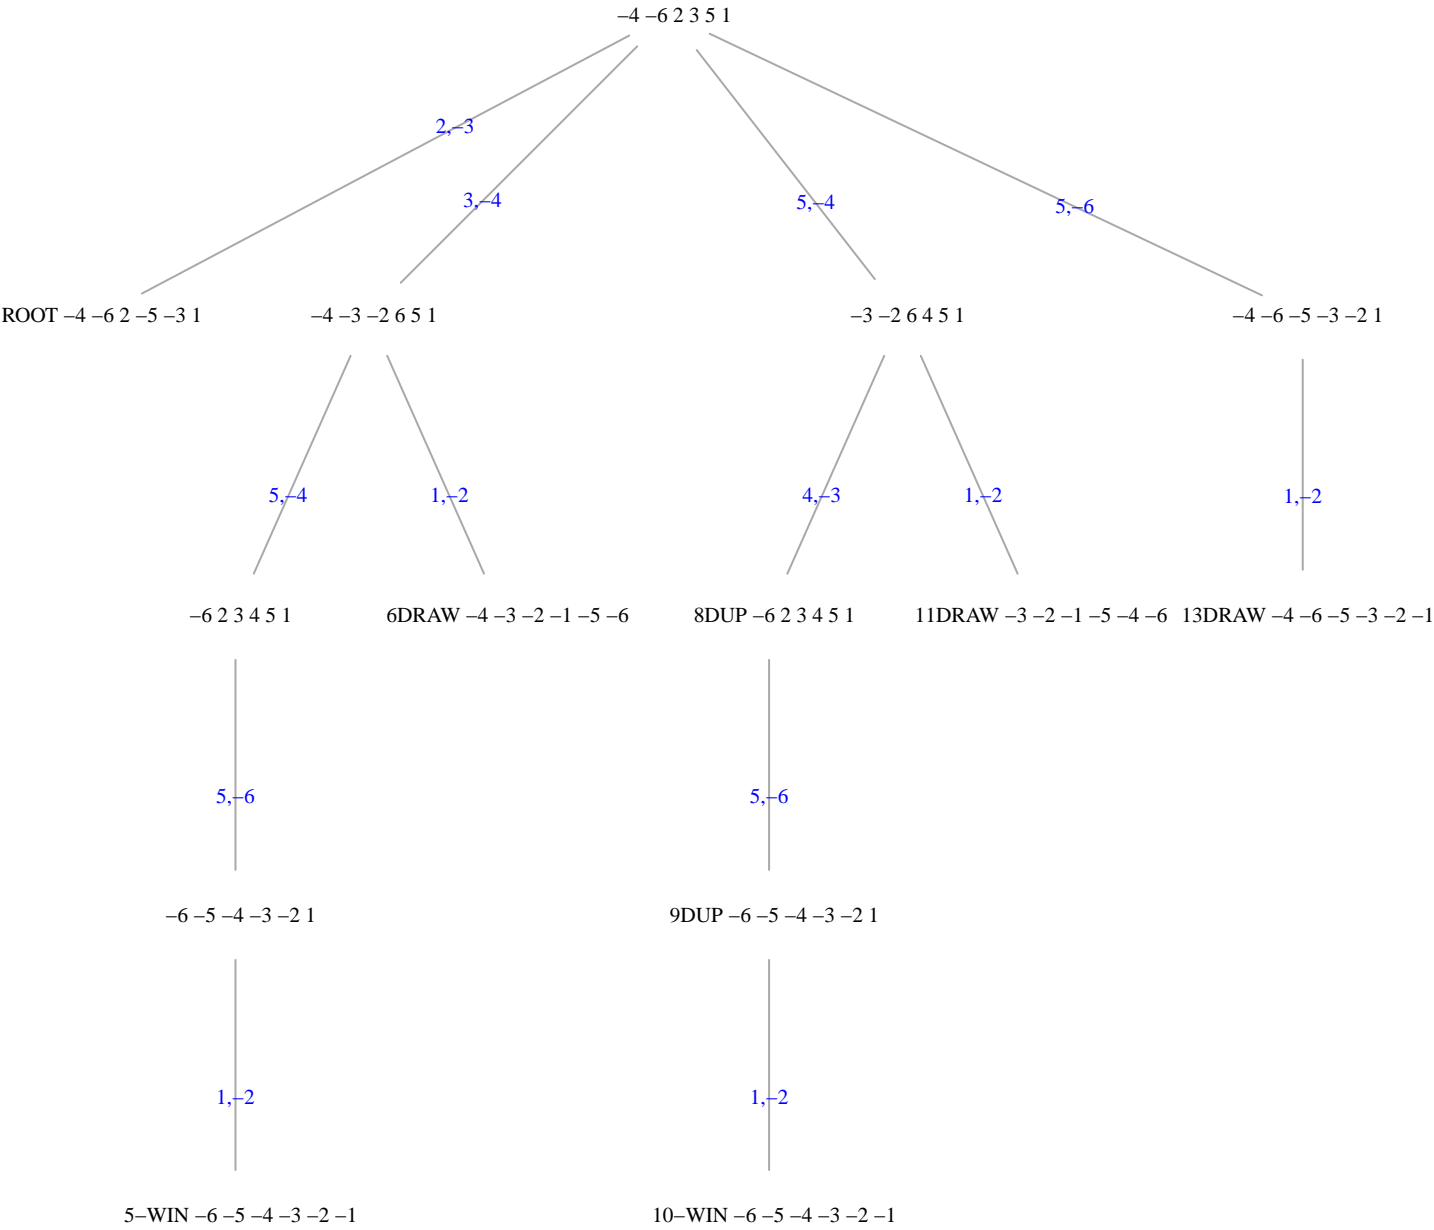 –4 –6 2 3 5 1
2,–3
3,–4
5,–4
5,–6
ROOT –4 –6 2 –5 –3 1
–4 –3 –2 6 5 1
–3 –2 6 4 5 1
–4 –6 –5 –3 –2 1
5,–4
1,–2
4,–3
1,–2
1,–2
–6 2 3 4 5 1
6DRAW –4 –3 –2 –1 –5 –6
8DUP –6 2 3 4 5 1
11DRAW –3 –2 –1 –5 –4 –6
13DRAW –4 –6 –5 –3 –2 –1
5,–6
5,–6
–6 –5 –4 –3 –2 1
9DUP –6 –5 –4 –3 –2 1
1,–2
1,–2
5–WIN –6 –5 –4 –3 –2 –1
10–WIN –6 –5 –4 –3 –2 –1